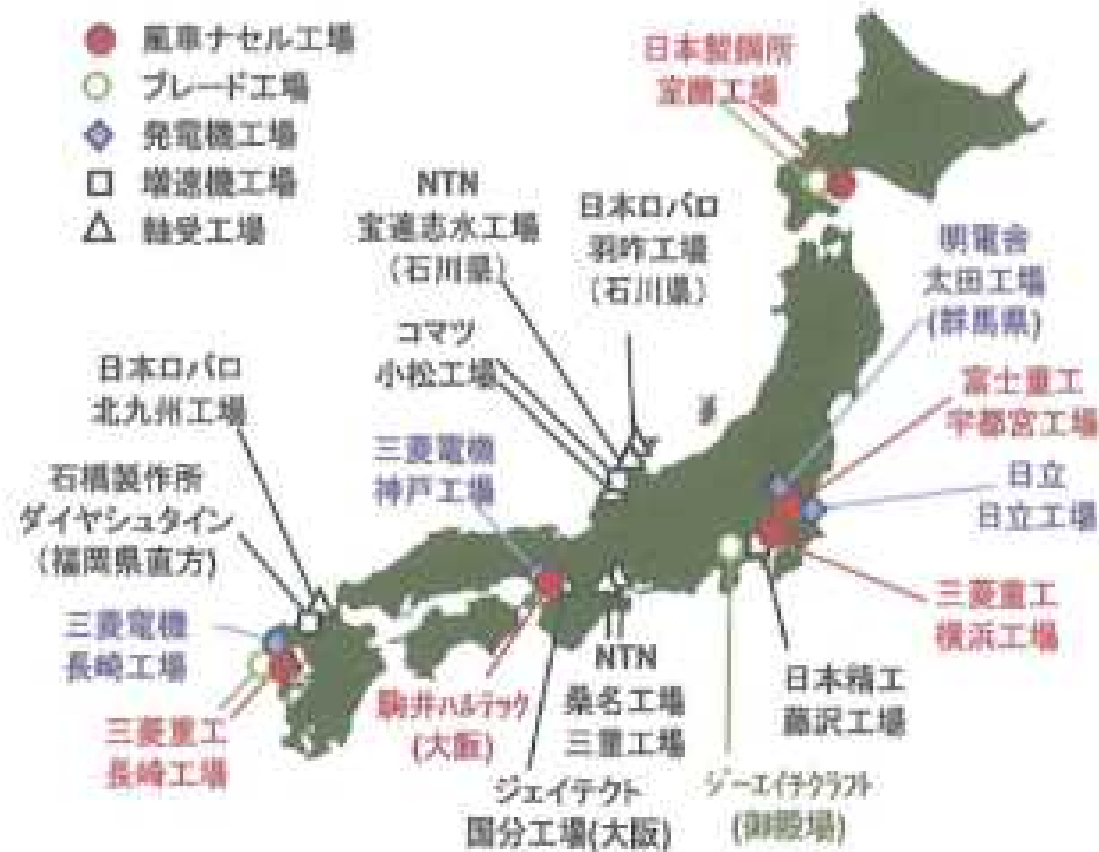 風車ナセル工場
ブレード工場
発電機工場
増速機工場
軸受工場
日本製鋼所
室蘭工場
NTN
宝達志水工場
(石川県)
日本ロバロ
羽咋工場
(石川県)
明電舎
太田工場
(群馬県)
コマツ
小松工場
日本ロバロ
北九州工場
富士重工
宇都宮工場
三菱電機
神戸工場
日立
日立工場
石橋製作所
ダイヤシュタイン
(福岡県直方)
三菱電機
長崎工場
三菱重工
横浜工場
NTN
桑名工場
三重工場
日本精工
藤沢工場
駒井ハルテック
(大阪)
三菱重工
長崎工場
ジェイテクト
国分工場(大阪)
ジーエイチクラフト
(御殿場)